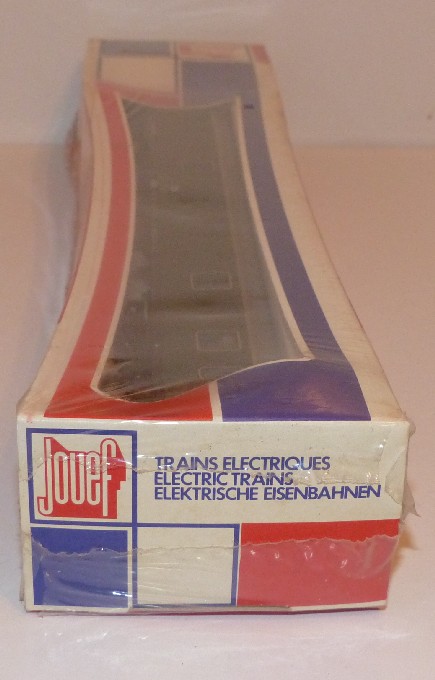 Jouef
TRAINS ELECTRIQUES
ELECTRIC TRAINS
ELEKTRISCHE EISENBAHNEN